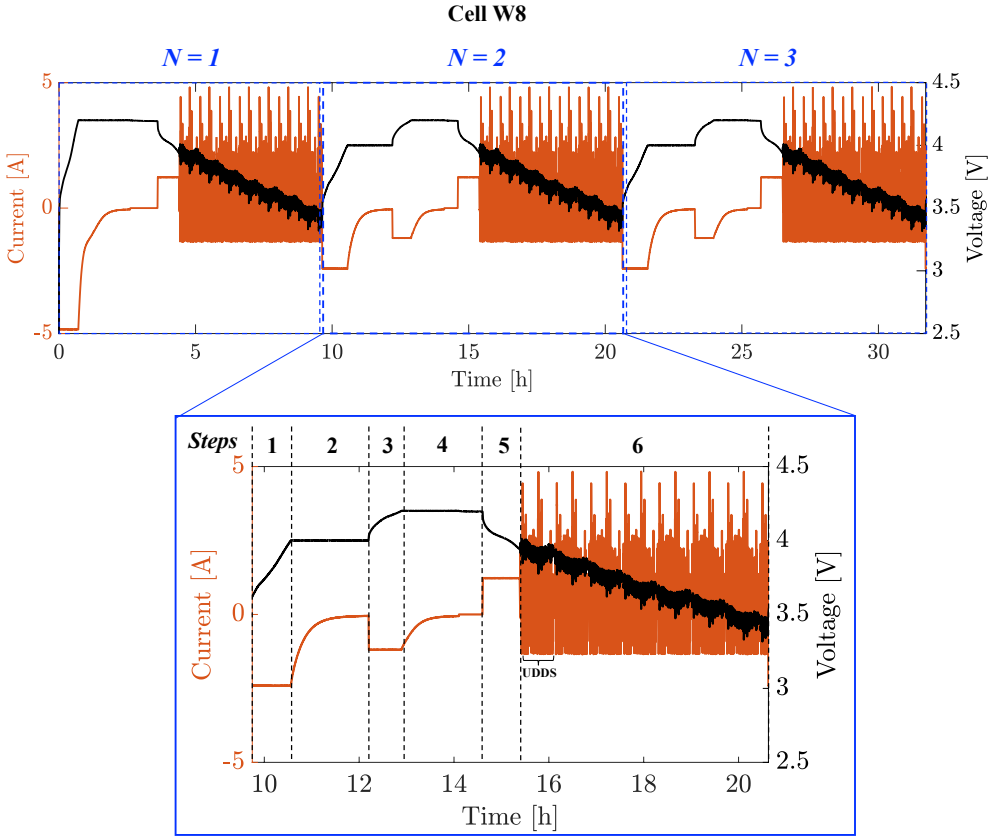 Cell W8
N = 1 N = 2 N = 3
5 4.5
4
0 3.5
3
-5 2.5
Current [A]
Voltage [V]
0 5 10 15 20 25 30
Time [h]
Steps 1 2 3 4 5 6
5 4.5
4
0 3.5
3
-5 2.5
Current [A]
Voltage [V]
UDDS
10 12 14 16 18 20
Time [h]